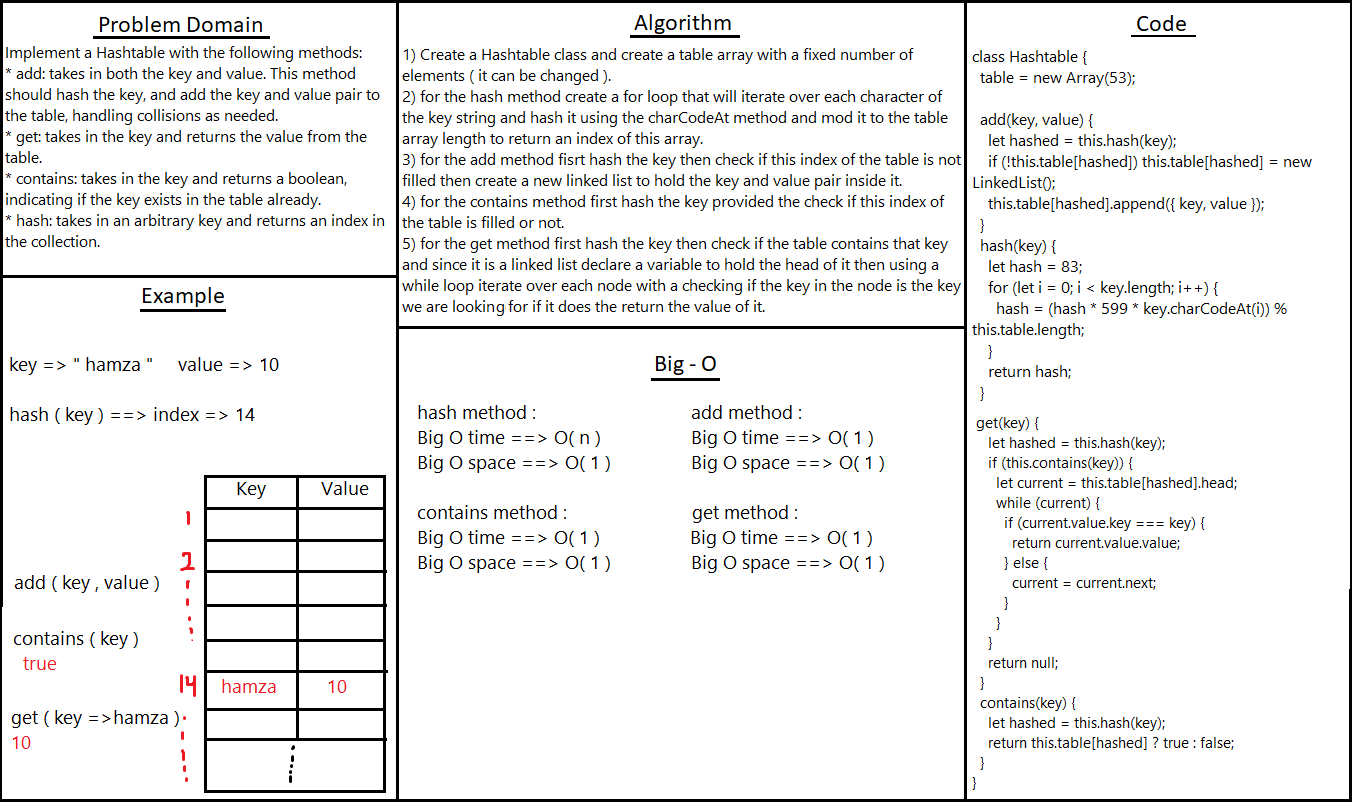 Problem Domain
Implement a Hashtable with the following methods:
* add: takes in both the key and value. This method
should hash the key, and add the key and value pair to
the table, handling collisions as needed.
* get: takes in the key and returns the value from the
table.
* contains: takes in the key and returns a boolean,
indicating if the key exists in the table already.
* hash: takes in an arbitrary key and returns an index in
the collection.
Example
key => " hamza "     value => 10
hash ( key ) ==> index => 14
Key Value
1
2
add ( key , value )
contains ( key )
true
14 hamza 10
get ( key =>hamza )
10
Algorithm
1) Create a Hashtable class and create a table array with a fixed number of
elements ( it can be changed ).
2) for the hash method create a for loop that will iterate over each character of
the key string and hash it using the charCodeAt method and mod it to the table
array length to return an index of this array.
3) for the add method fisrt hash the key then check if this index of the table is not
filled then create a new linked list to hold the key and value pair inside it.
4) for the contains method first hash the key provided the check if this index of
the table is filled or not.
5) for the get method first hash the key then check if the table contains that key
and since it is a linked list declare a variable to hold the head of it then using a
while loop iterate over each node with a checking if the key in the node is the key
we are looking for if it does the return the value of it.
Big - O
hash method :
Big O time ==> O( n )
Big O space ==> O( 1 )
add method :
Big O time ==> O( 1 )
Big O space ==> O( 1 )
contains method :
Big O time ==> O( 1 )
Big O space ==> O( 1 )
get method :
Big O time ==> O( 1 )
Big O space ==> O( 1 )
Code
class Hashtable {
  table = new Array(53);
  add(key, value) {
    let hashed = this.hash(key);
    if (!this.table[hashed]) this.table[hashed] = new
LinkedList();
    this.table[hashed].append({ key, value });
  }
  hash(key) {
    let hash = 83;
    for (let i = 0; i < key.length; i++) {
      hash = (hash * 599 * key.charCodeAt(i)) %
this.table.length;
    }
    return hash;
  }
  get(key) {
    let hashed = this.hash(key);
    if (this.contains(key)) {
      let current = this.table[hashed].head;
      while (current) {
        if (current.value.key === key) {
          return current.value.value;
        } else {
          current = current.next;
        }
      }
    }
    return null;
  }
  contains(key) {
    let hashed = this.hash(key);
    return this.table[hashed] ? true : false;
  }
}